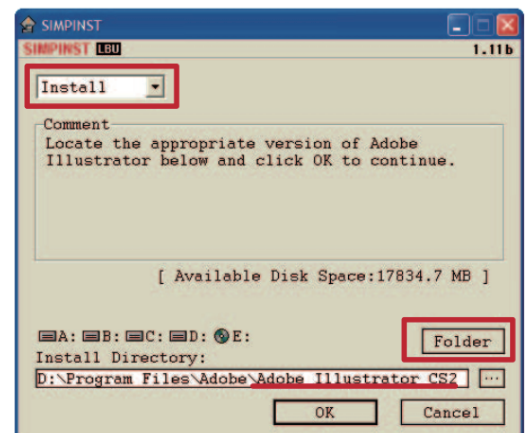 SIMPINST
SIMPINST LBU 1.11b
Install
Comment
Locate the appropriate version of Adobe
Illustrator below and click OK to continue.
[ Available Disk Space:17834.7 MB ]
A: B: C: D: E:
Folder
Install Directory:
D:\Program Files\Adobe\Adobe Illustrator CS2 ...
OK Cancel